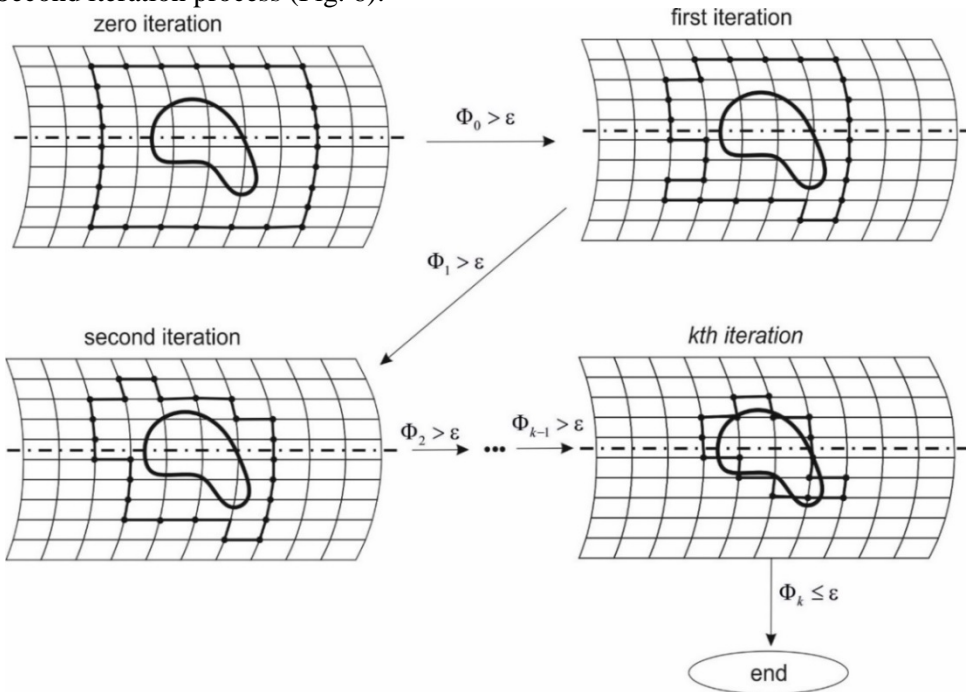 second iteration process (Fig. 6).
zero iteration
first iteration
Φ₀ > ε
Φ₁ > ε
second iteration
kth iteration
Φ₂ > ε
•••
Φₖ₋₁ > ε
Φₖ ≤ ε
end